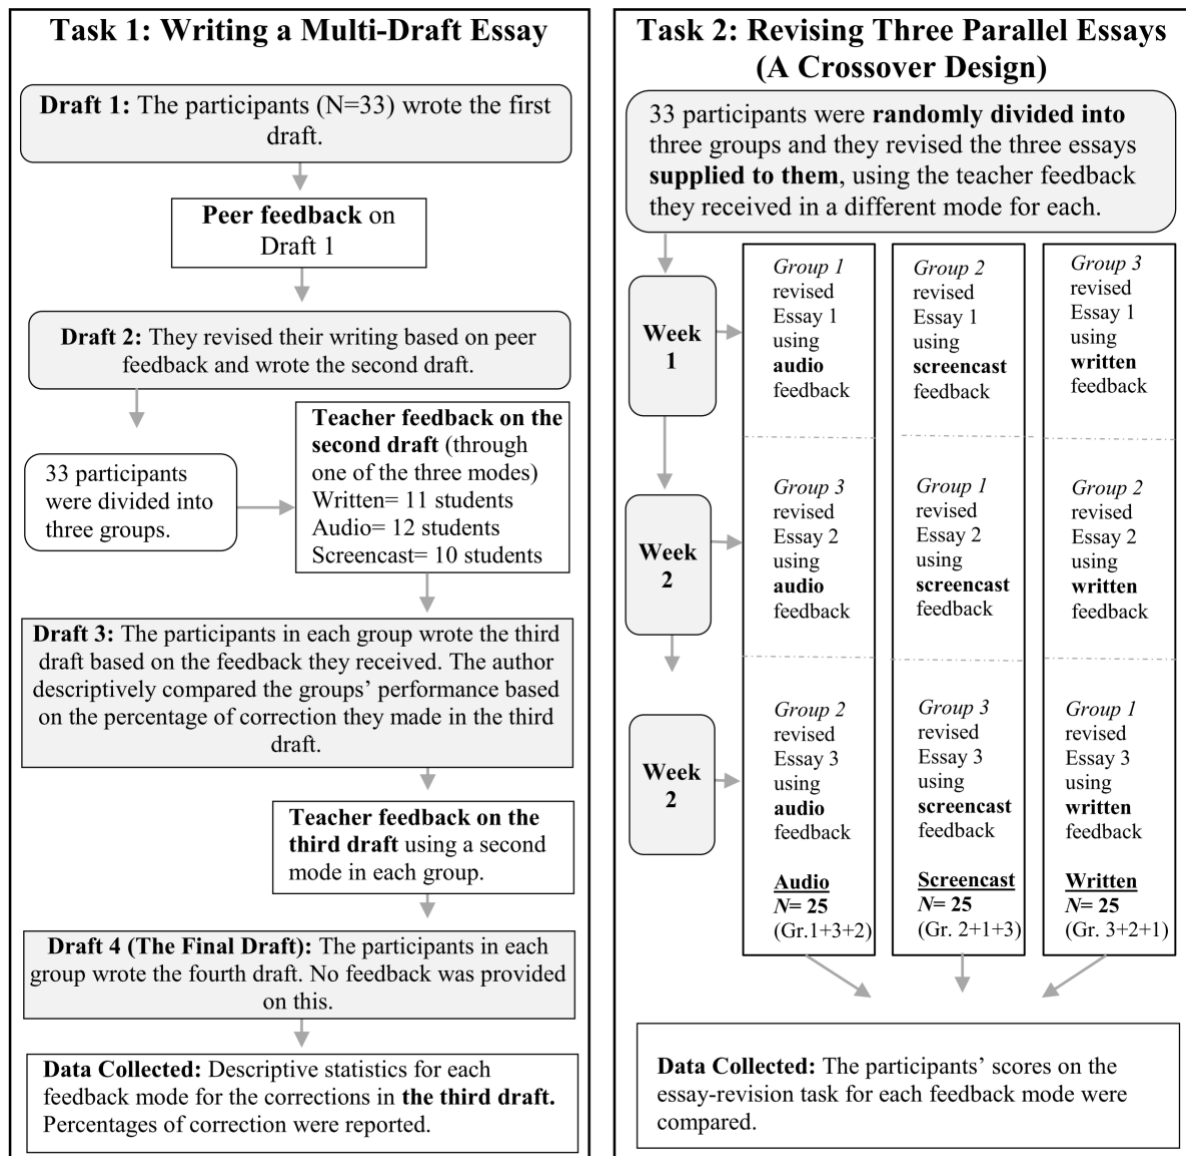 Task 1: Writing a Multi-Draft Essay
Draft 1: The participants (N=33) wrote the first
draft.
Peer feedback on
Draft 1
Draft 2: They revised their writing based on peer
feedback and wrote the second draft.
33 participants
were divided into
three groups.
Teacher feedback on the
second draft (through
one of the three modes)
Written= 11 students
Audio= 12 students
Screencast= 10 students
Draft 3: The participants in each group wrote the third
draft based on the feedback they received. The author
descriptively compared the groups’ performance based
on the percentage of correction they made in the third
draft.
Teacher feedback on the
third draft using a second
mode in each group.
Draft 4 (The Final Draft): The participants in each
group wrote the fourth draft. No feedback was provided
on this.
Data Collected: Descriptive statistics for each
feedback mode for the corrections in the third draft.
Percentages of correction were reported.
Task 2: Revising Three Parallel Essays
(A Crossover Design)
33 participants were randomly divided into
three groups and they revised the three essays
supplied to them, using the teacher feedback
they received in a different mode for each.
Week
1
Group 1
revised
Essay 1
using
audio
feedback
Group 2
revised
Essay 1
using
screencast
feedback
Group 3
revised
Essay 1
using
written
feedback
Week
2
Group 3
revised
Essay 2
using
audio
feedback
Group 1
revised
Essay 2
using
screencast
feedback
Group 2
revised
Essay 2
using
written
feedback
Week
2
Group 2
revised
Essay 3
using
audio
feedback
Group 3
revised
Essay 3
using
screencast
feedback
Group 1
revised
Essay 3
using
written
feedback
Audio
N= 25
(Gr.1+3+2)
Screencast
N= 25
(Gr. 2+1+3)
Written
N= 25
(Gr. 3+2+1)
Data Collected: The participants’ scores on the
essay-revision task for each feedback mode were
compared.